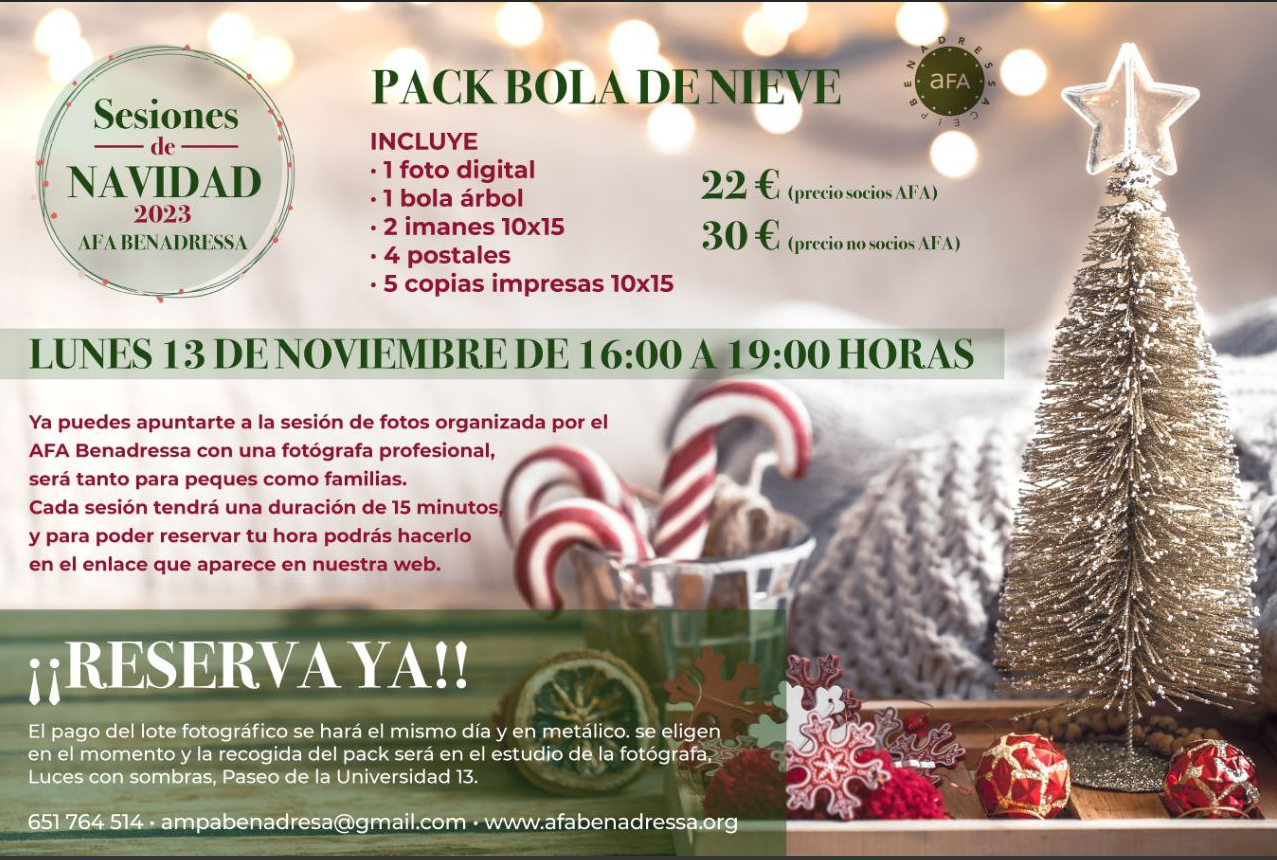 Sesiones
de
NAVIDAD
2023
AFA BENADRESSA
PACK BOLA DE NIEVE
INCLUYE
· 1 foto digital
· 1 bola árbol
· 2 imanes 10x15
· 4 postales
· 5 copias impresas 10x15
22 € (precio socios AFA)
30 € (precio no socios AFA)
CEIP BENADRESSA
aFA
LUNES 13 DE NOVIEMBRE DE 16:00 A 19:00 HORAS
Ya puedes apuntarte a la sesión de fotos organizada por el
AFA Benadressa con una fotógrafa profesional,
será tanto para peques como familias.
Cada sesión tendrá una duración de 15 minutos,
y para poder reservar tu hora podrás hacerlo
en el enlace que aparece en nuestra web.
¡¡RESERVA YA!!
El pago del lote fotográfico se hará el mismo día y en metálico. se eligen
en el momento y la recogida del pack será en el estudio de la fotógrafa,
Luces con sombras, Paseo de la Universidad 13.
651 764 514 · ampabenadresa@gmail.com · www.afabenadressa.org